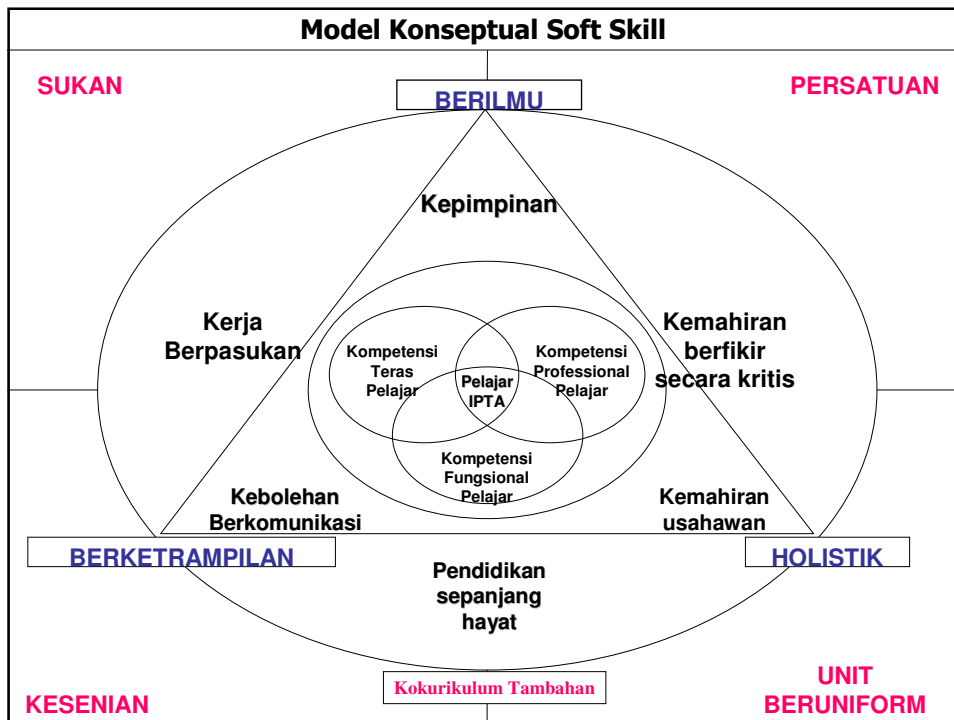 Model Konseptual Soft Skill
SUKAN
PERSATUAN
BERILMU
Kepimpinan
Kerja
Berpasukan
Kemahiran
berfikir
secara kritis
Kompetensi
Teras
Pelajar
Kompetensi
Professional
Pelajar
Pelajar
IPTA
Kompetensi
Fungsional
Pelajar
Kebolehan
Berkomunikasi
Kemahiran
usahawan
BERKETRAMPILAN
HOLISTIK
Pendidikan
sepanjang
hayat
Kokurikulum Tambahan
KESENIAN
UNIT
BERUNIFORM